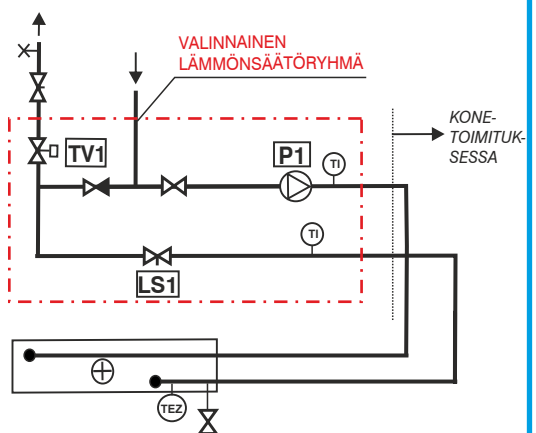 VALINNAINEN
LÄMMÖNSÄÄTÖRYHMÄ
KONE-
TOIMITUK-
SESSA
TV1
P1
TI
TI
LS1
TEZ